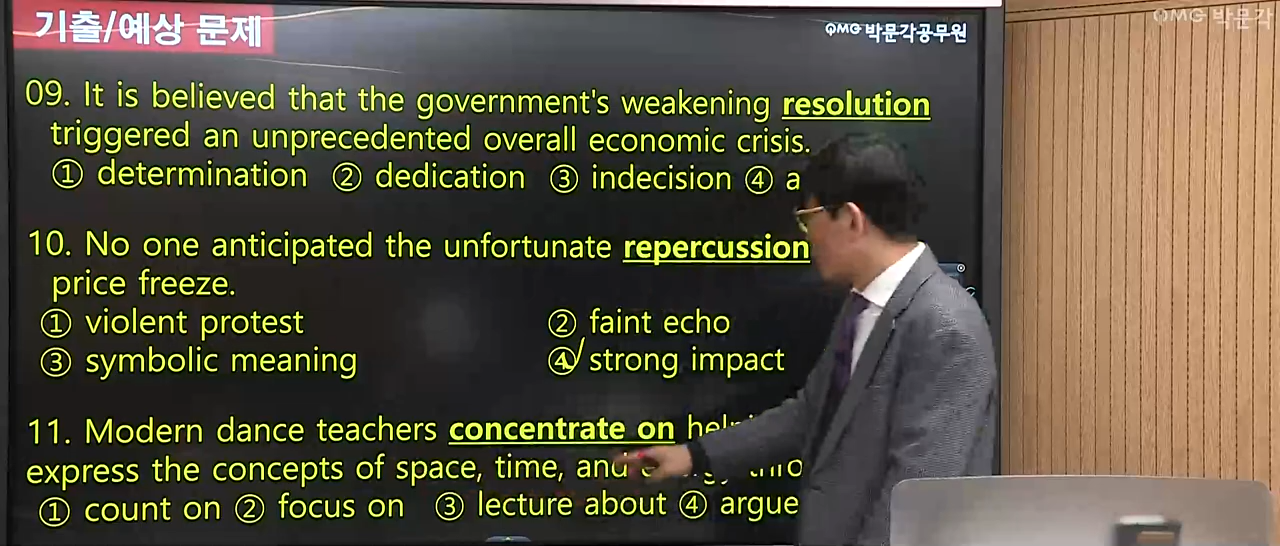 기출/예상 문제
QMG 박문각공무원
QMG 박문각
09. It is believed that the government's weakening resolution
triggered an unprecedented overall economic crisis.
① determination ② dedication ③ indecision ④
10. No one anticipated the unfortunate repercussion
price freeze.
① violent protest ② faint echo
③ symbolic meaning ④ strong impact
11. Modern dance teachers concentrate on
express the concepts of space, time, and
① count on ② focus on ③ lecture about ④ argue